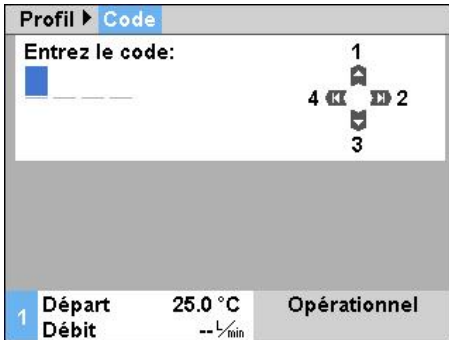 Profil ▶ Code
Entrez le code:
1
4 2
3
1 Départ 25.0 °C Opérationnel
Débit -- L/min